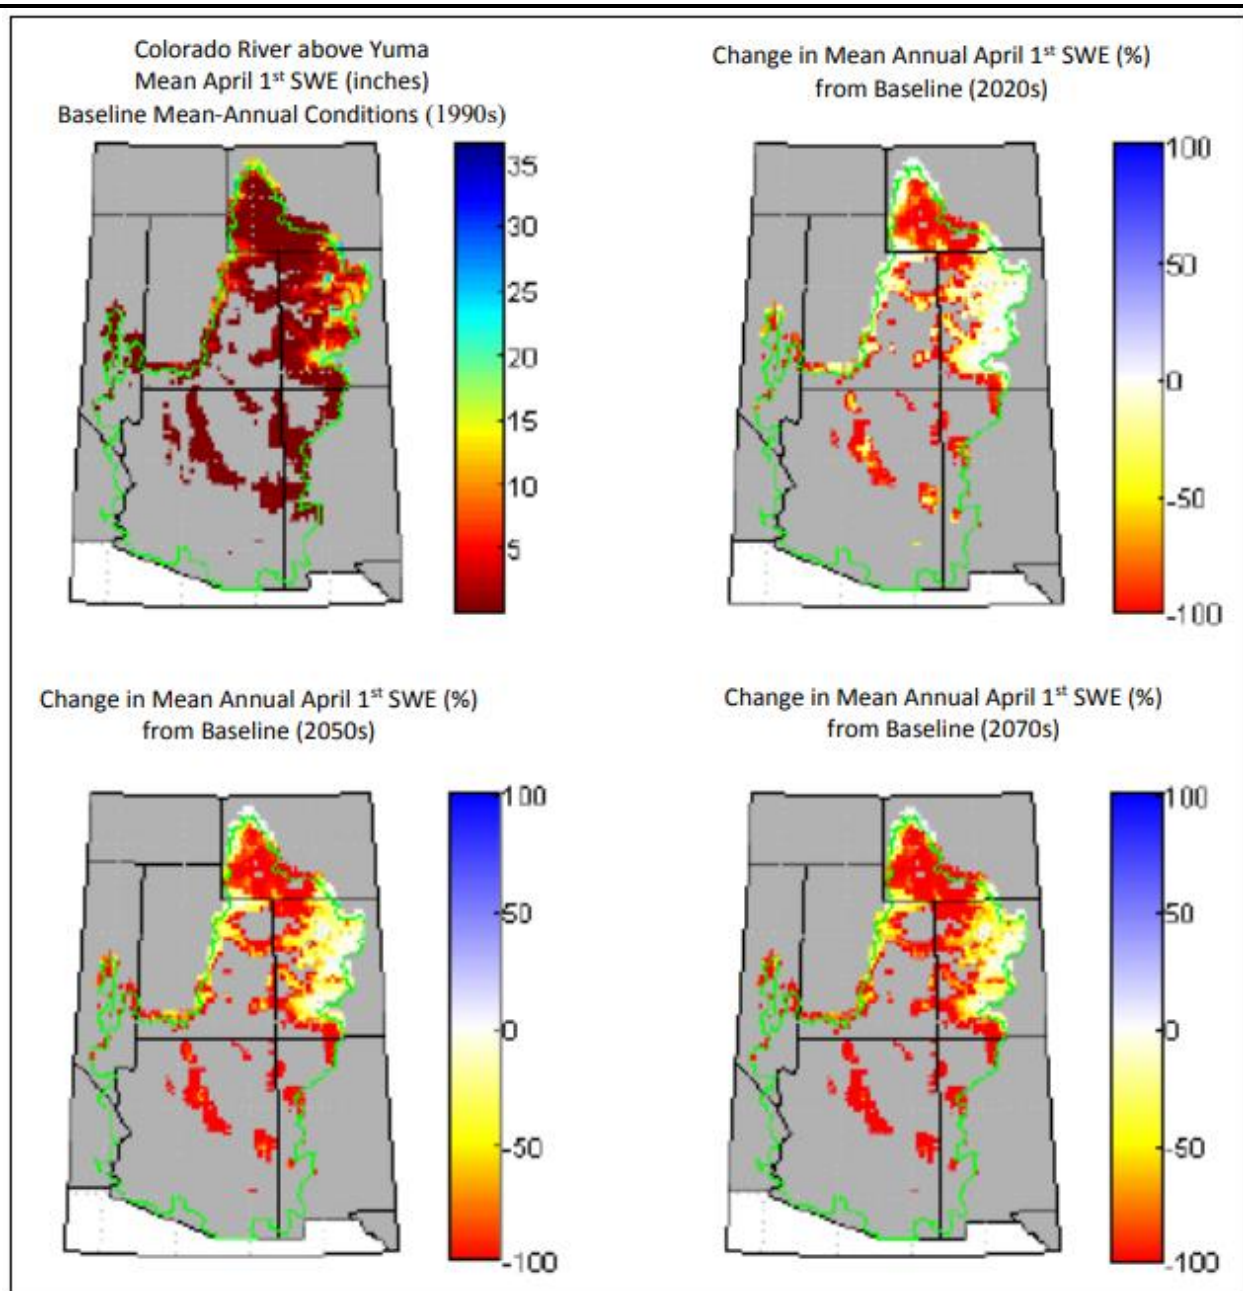 Colorado River above Yuma
Mean April 1st SWE (inches)
Baseline Mean-Annual Conditions (1990s)
35
30
25
20
15
10
5
Change in Mean Annual April 1st SWE (%)
from Baseline (2020s)
100
50
0
-50
-100
Change in Mean Annual April 1st SWE (%)
from Baseline (2050s)
100
50
0
-50
-100
Change in Mean Annual April 1st SWE (%)
from Baseline (2070s)
100
50
0
-50
-100